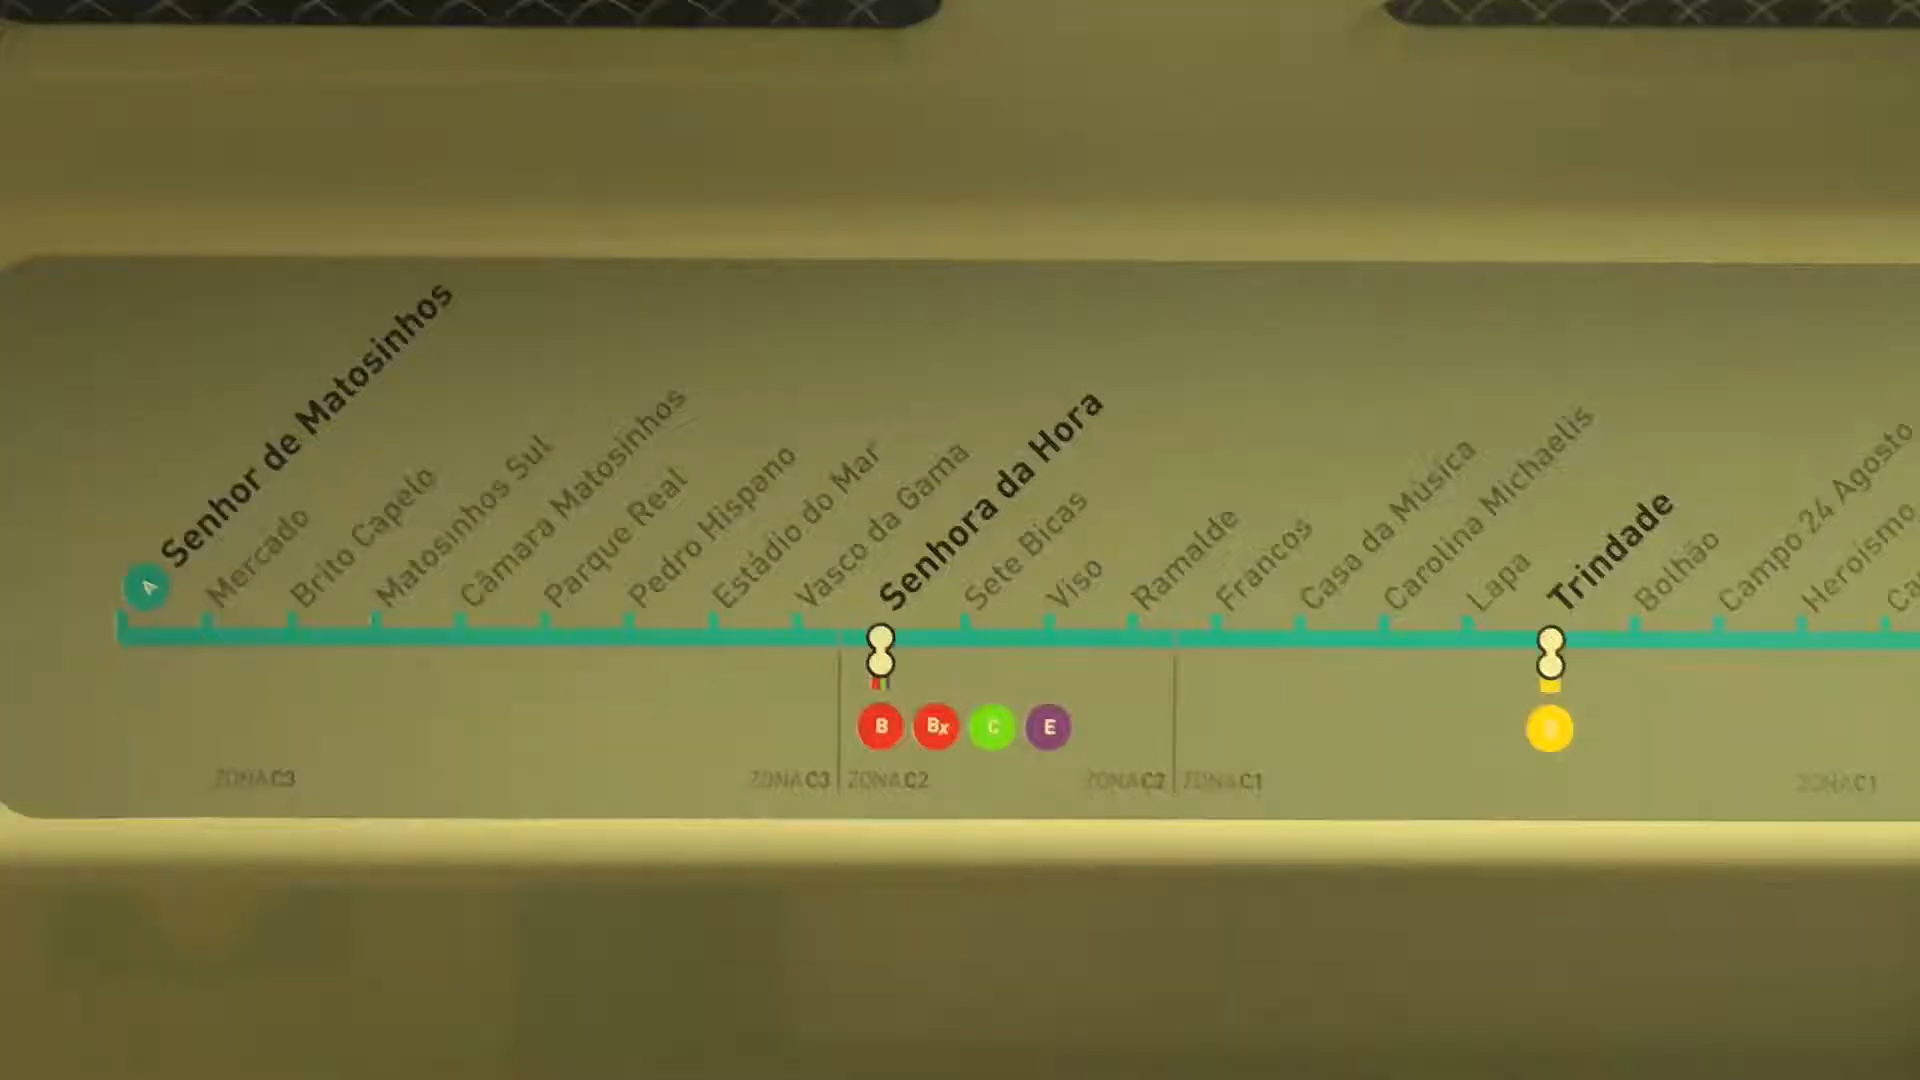 A
Senhor de Matosinhos
Mercado
Brito Capelo
Matosinhos Sul
Câmara Matosinhos
Parque Real
Pedro Hispano
Estádio do Mar
Vasco da Gama
Senhora da Hora
Sete Bicas
Viso
Ramalde
Francos
Casa da Música
Carolina Michaelis
Lapa
Trindade
Bolhão
Campo 24 Agosto
Heroísmo
B Bx C E
ZONA C3 ZONA C3 ZONA C2 ZONA C2 ZONA C1 ZONA C1